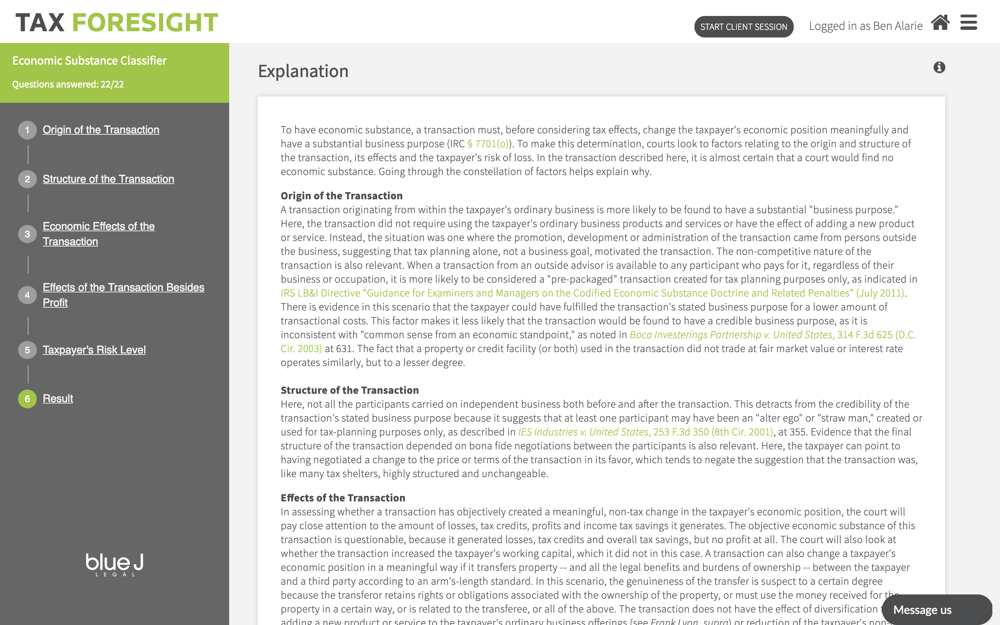 TAX FORESIGHT
START CLIENT SESSION
Logged in as Ben Alarie
Economic Substance Classifier
Questions answered: 22/22
1 Origin of the Transaction
2 Structure of the Transaction
3 Economic Effects of the
Transaction
4 Effects of the Transaction Besides
Profit
5 Taxpayer's Risk Level
6 Result
blue J
LEGAL
Explanation
To have economic substance, a transaction must, before considering tax effects, change the taxpayer's economic position meaningfully and
have a substantial business purpose (IRC § 7701(o)). To make this determination, courts look to factors relating to the origin and structure of
the transaction, its effects and the taxpayer's risk of loss. In the transaction described here, it is almost certain that a court would find no
economic substance. Going through the constellation of factors helps explain why.
Origin of the Transaction
A transaction originating from within the taxpayer's ordinary business is more likely to be found to have a substantial "business purpose."
Here, the transaction did not require using the taxpayer's ordinary business products and services or have the effect of adding a new product
or service. Instead, the situation was one where the promotion, development or administration of the transaction came from persons outside
the business, suggesting that tax planning alone, not a business goal, motivated the transaction. The non-competitive nature of the
transaction is also relevant. When a transaction from an outside advisor is available to any participant who pays for it, regardless of their
business or occupation, it is more likely to be considered a "pre-packaged" transaction created for tax planning purposes only, as indicated in
IRS LB&I Directive “Guidance for Examiners and Managers on the Codified Economic Substance Doctrine and Related Penalties” (July 2011).
There is evidence in this scenario that the taxpayer could have fulfilled the transaction's stated business purpose for a lower amount of
transactional costs. This factor makes it less likely that the transaction would be found to have a credible business purpose, as it is
inconsistent with "common sense from an economic standpoint," as noted in Boca Investerings Partnership v. United States, 314 F.3d 625 (D.C.
Cir. 2003) at 631. The fact that a property or credit facility (or both) used in the transaction did not trade at fair market value or interest rate
operates similarly, but to a lesser degree.
Structure of the Transaction
Here, not all the participants carried on independent business both before and after the transaction. This detracts from the credibility of the
transaction's stated business purpose because it suggests that at least one participant may have been an "alter ego" or "straw man," created or
used for tax-planning purposes only, as described in IES Industries v. United States, 253 F.3d 350 (8th Cir. 2001), at 355. Evidence that the final
structure of the transaction depended on bona fide negotiations between the participants is also relevant. Here, the taxpayer can point to
having negotiated a change to the price or terms of the transaction in its favor, which tends to negate the suggestion that the transaction was,
like many tax shelters, highly structured and unchangeable.
Effects of the Transaction
In assessing whether a transaction has objectively created a meaningful, non-tax change in the taxpayer's economic position, the court will
pay close attention to the amount of losses, tax credits, profits and income tax savings it generates. The objective economic substance of this
transaction is questionable, because it generated losses, tax credits and overall tax savings, but no profit at all. The court will also look at
whether the transaction increased the taxpayer's working capital, which it did not in this case. A transaction can also change a taxpayer's
economic position in a meaningful way if it transfers property -- and all the legal benefits and burdens of ownership -- between the taxpayer
and a third party according to an arm's-length standard. In this scenario, the genuineness of the transfer is suspect to a certain degree
because the transferor retains rights or obligations associated with the ownership of the property, or must use the money received for the
property in a certain way, or is related to the transferee, or all of the above. The transaction does not have the effect of diversification
adding a new product or service to the taxpayer's ordinary business offerings (see Frank Lyon, supra) or reduction of the taxpayer's non-
Message us